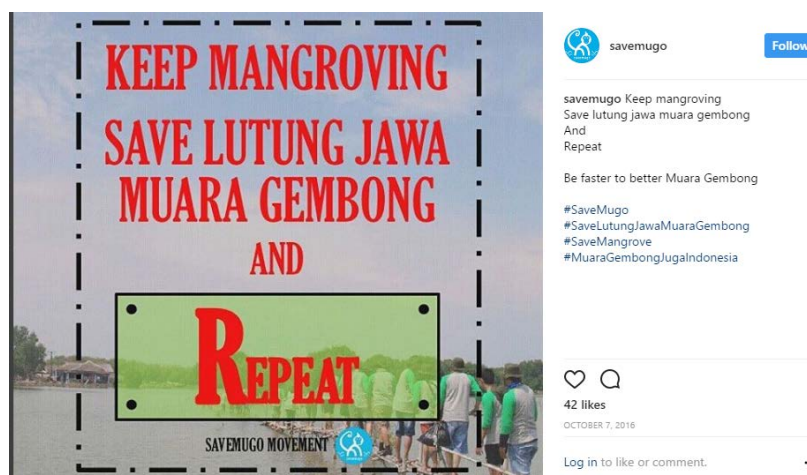 KEEP MANGROVING
SAVE LUTUNG JAWA
MUARA GEMBONG
AND
REPEAT
SAVEMUGO MOVEMENT
savemugo
Follow
savemugo Keep mangroving
Save lutung jawa muara gembong
And
Repeat
Be faster to better Muara Gembong
#SaveMugo
#SaveLutungJawaMuaraGembong
#SaveMangrove
#MuaraGembongJugaIndonesia
42 likes
OCTOBER 7, 2016
Log in to like or comment.